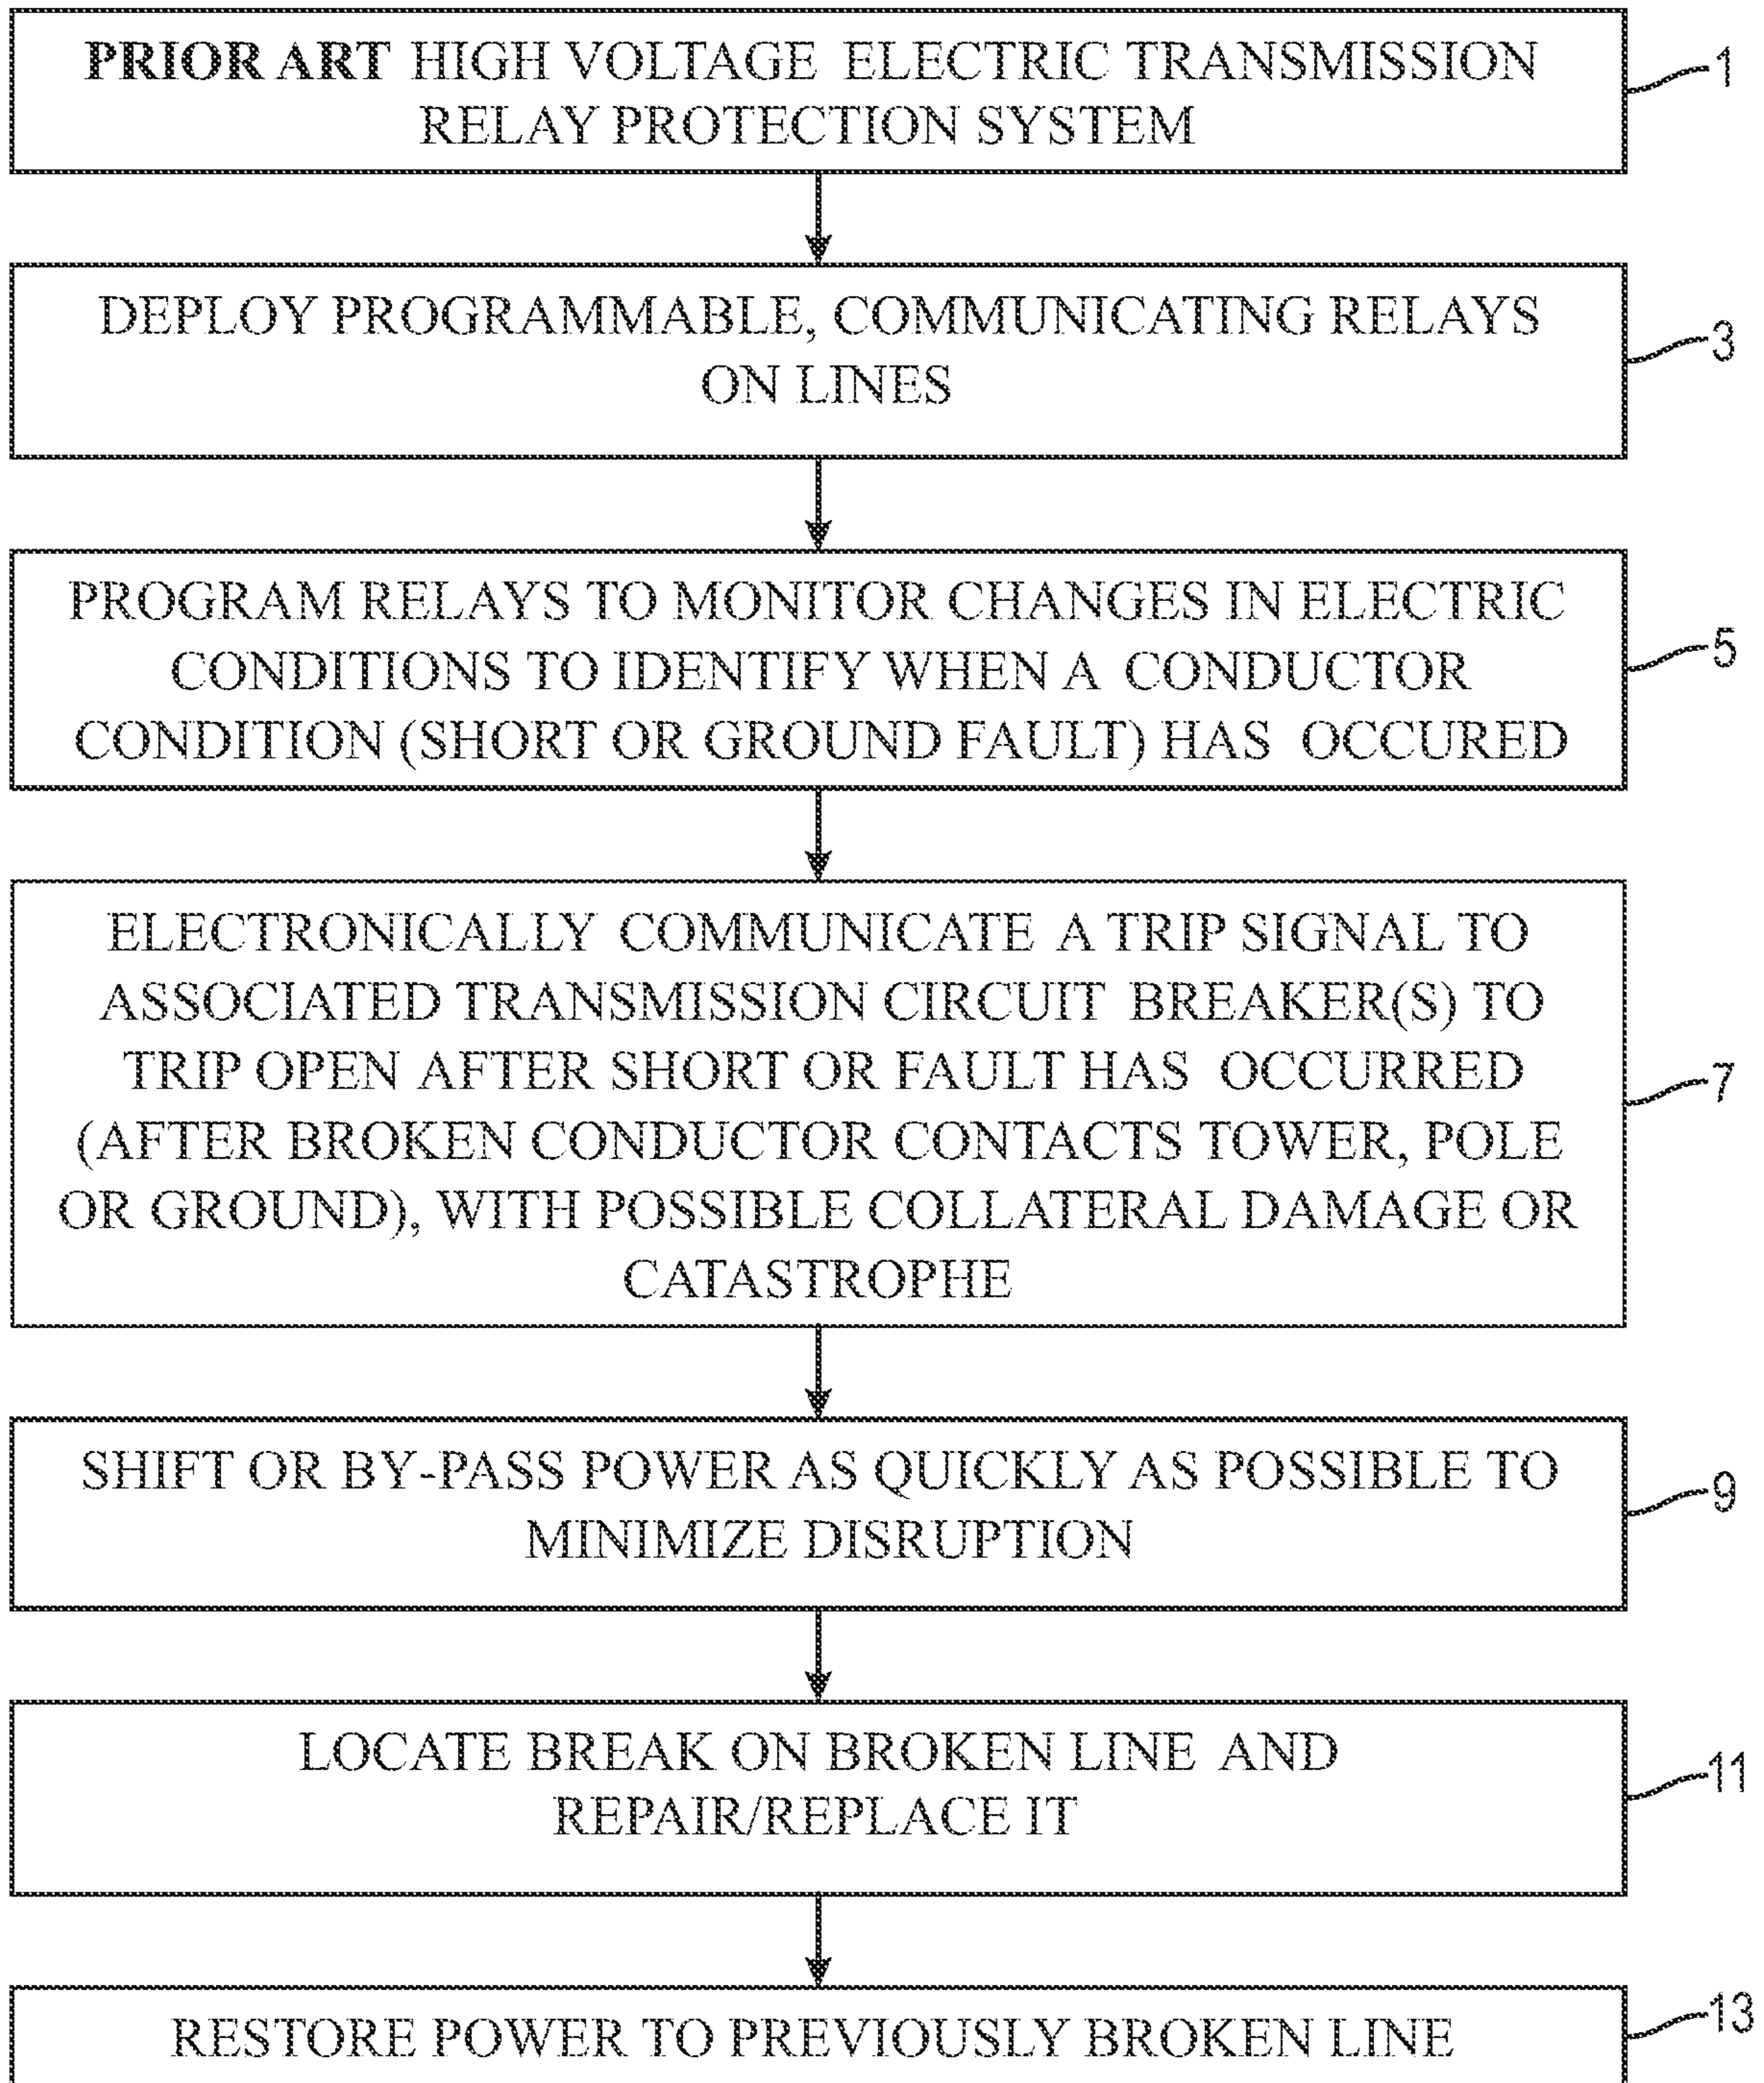 PRIOR ART HIGH VOLTAGE ELECTRIC TRANSMISSION
RELAY PROTECTION SYSTEM
1
DEPLOY PROGRAMMABLE, COMMUNICATING RELAYS
ON LINES
3
PROGRAM RELAYS TO MONITOR CHANGES IN ELECTRIC
CONDITIONS TO IDENTIFY WHEN A CONDUCTOR
CONDITION (SHORT OR GROUND FAULT) HAS OCCURED
5
ELECTRONICALLY COMMUNICATE A TRIP SIGNAL TO
ASSOCIATED TRANSMISSION CIRCUIT BREAKER(S) TO
TRIP OPEN AFTER SHORT OR FAULT HAS OCCURRED
(AFTER BROKEN CONDUCTOR CONTACTS TOWER, POLE
OR GROUND), WITH POSSIBLE COLLATERAL DAMAGE OR
CATASTROPHE
7
SHIFT OR BY-PASS POWER AS QUICKLY AS POSSIBLE TO
MINIMIZE DISRUPTION
9
LOCATE BREAK ON BROKEN LINE AND
REPAIR/REPLACE IT
11
RESTORE POWER TO PREVIOUSLY BROKEN LINE
13